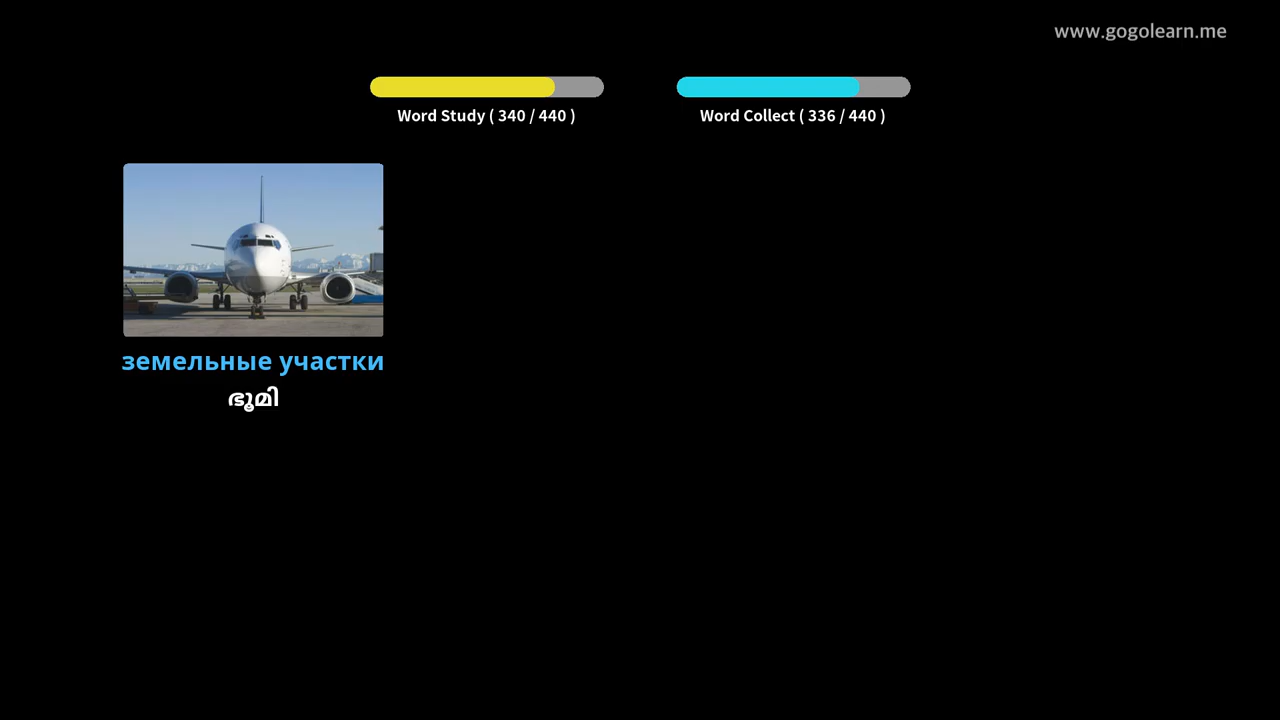 www.gogolearn.me
Word Study ( 340 / 440 )
Word Collect ( 336 / 440 )
земельные участки
ഭൂമി